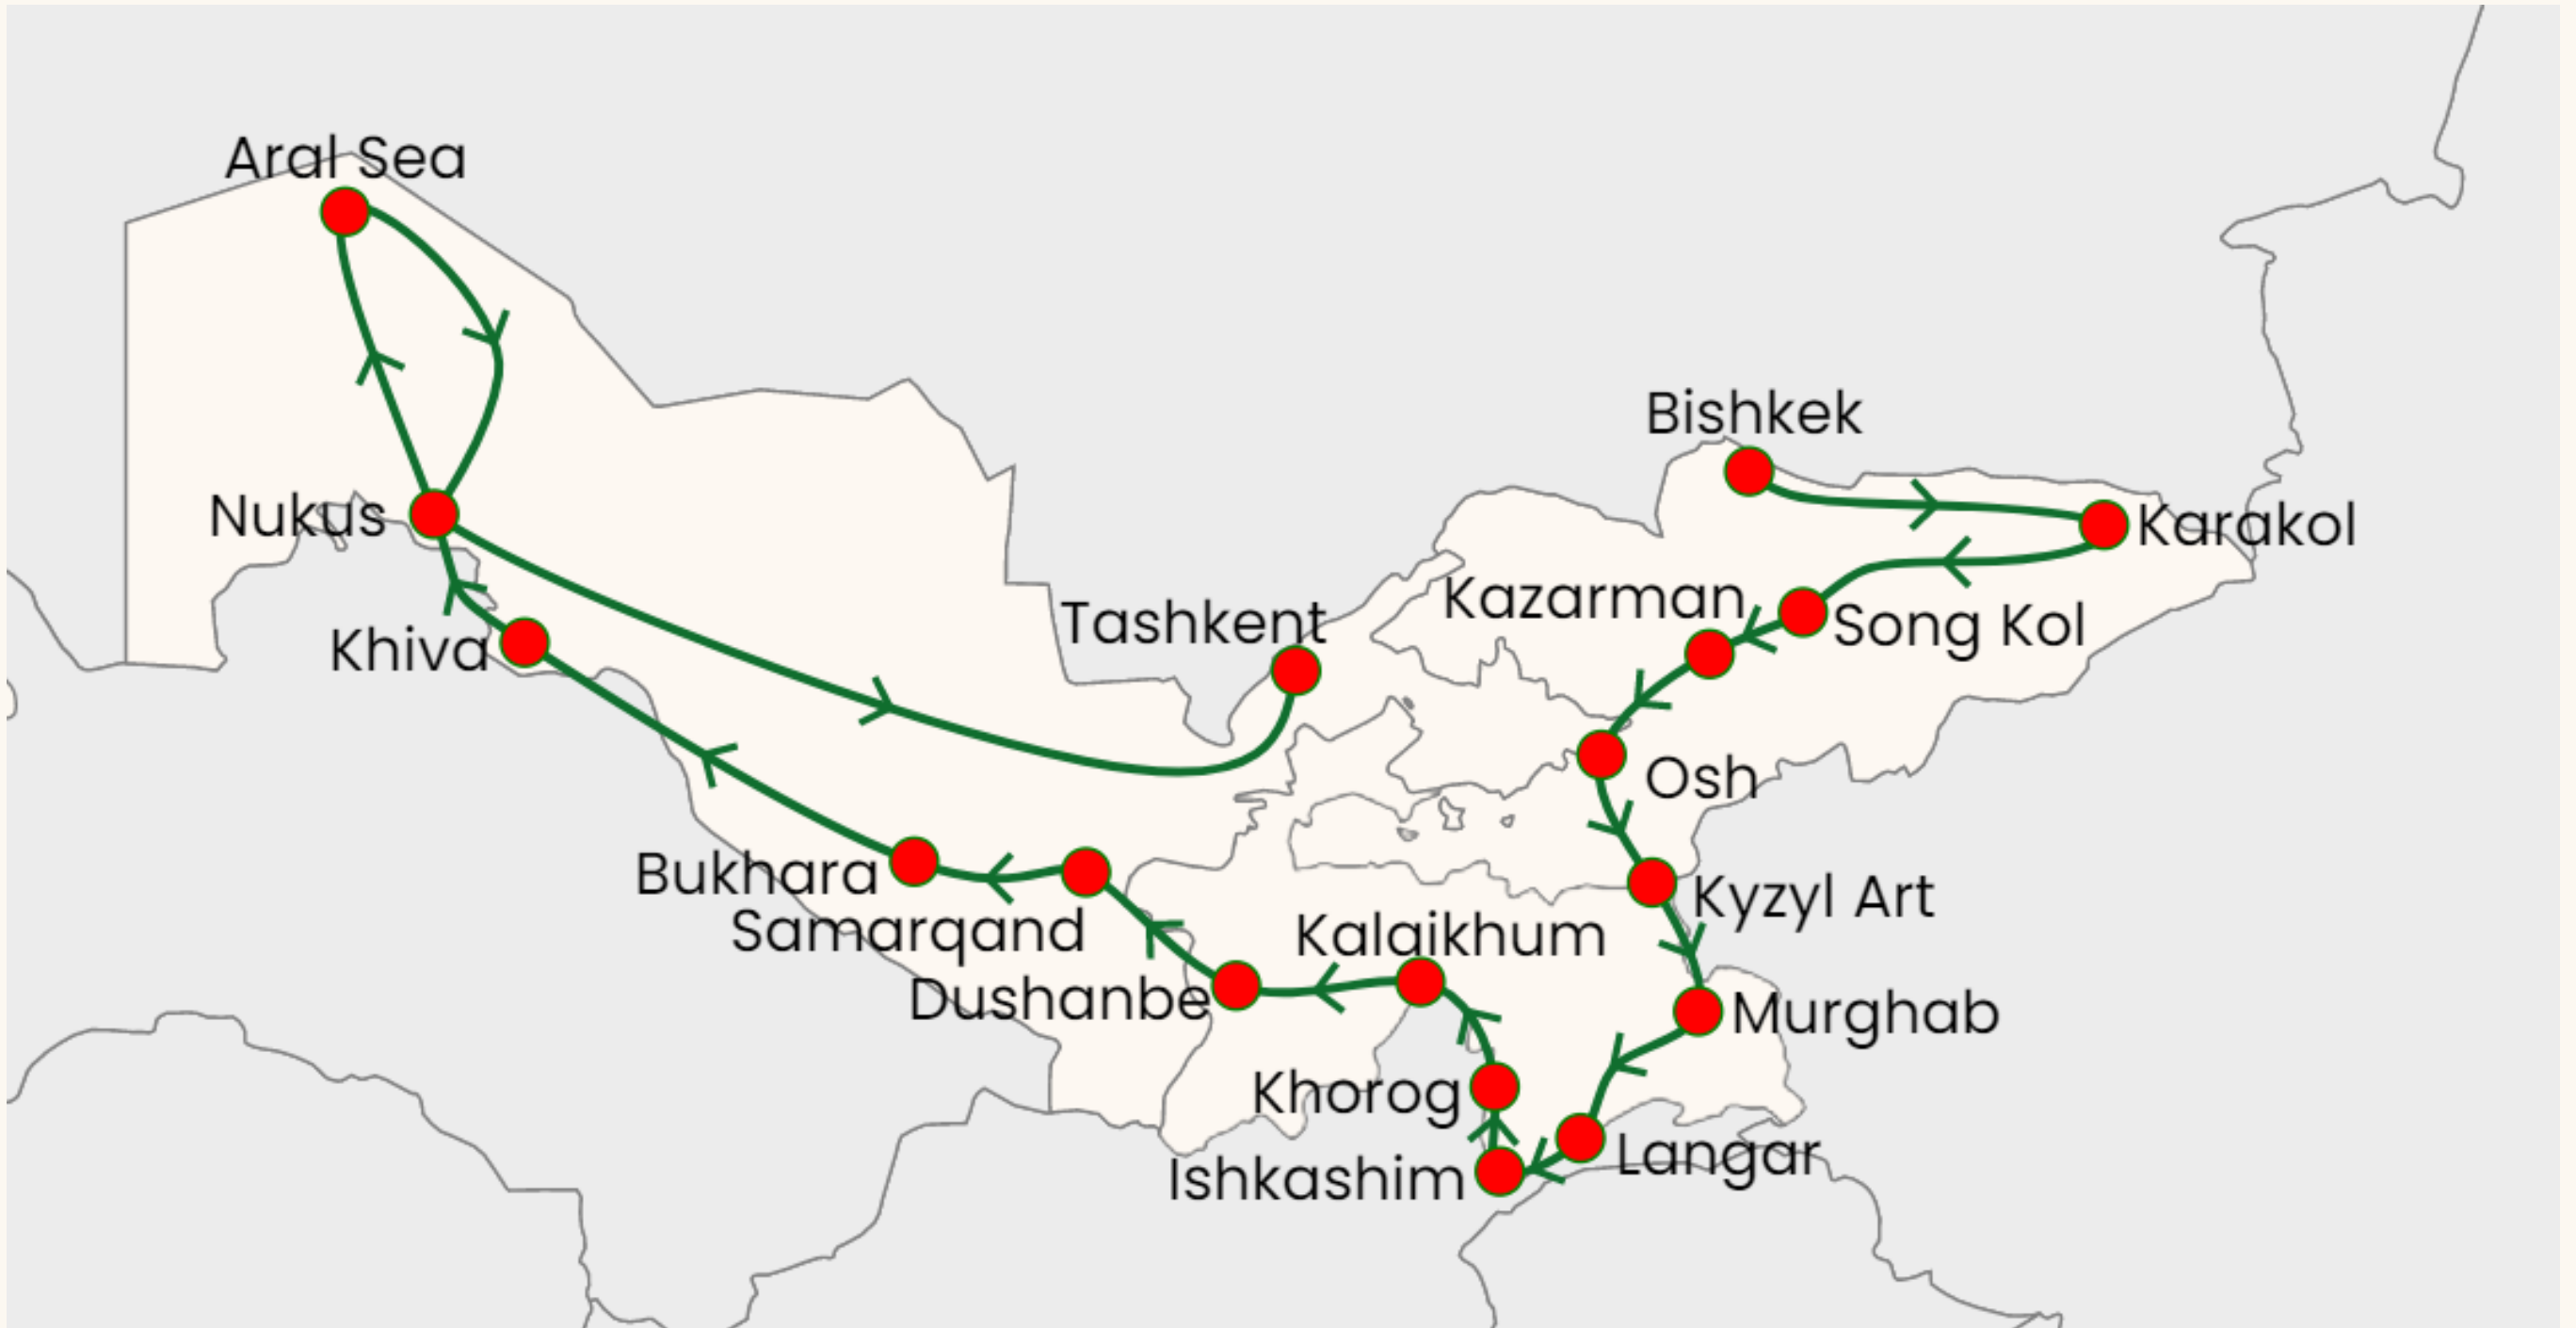 Aral Sea
Bishkek
Nukus
Karakol
Kazarman
Tashkent
Song Kol
Khiva
Osh
Bukhara
Kyzyl Art
Samarqand
Kalaikhum
Dushanbe
Murghab
Khorog
Langar
Ishkashim